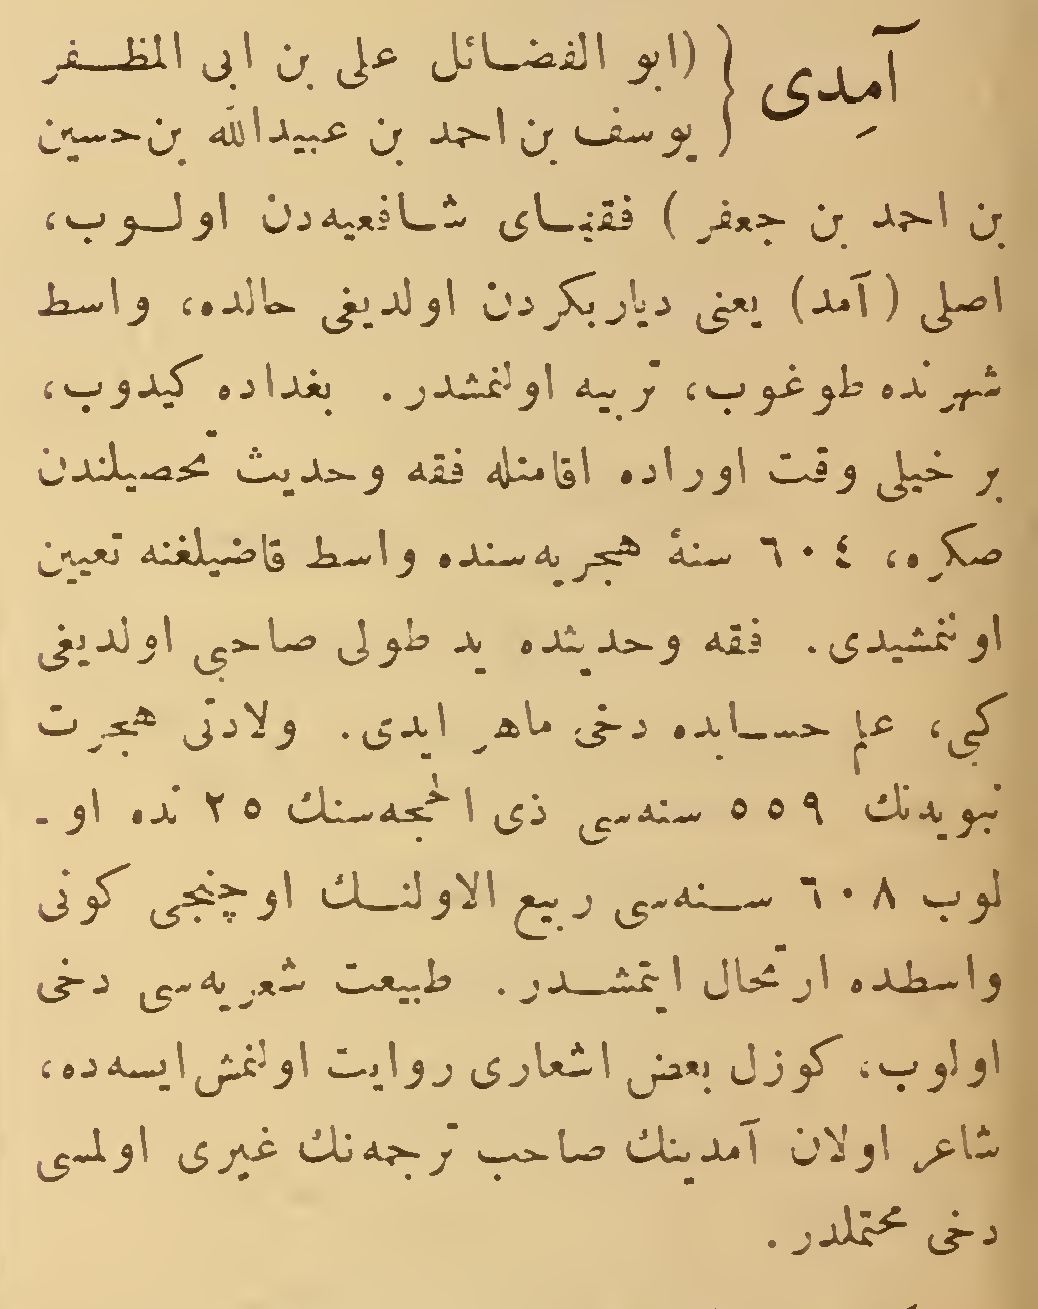 آمِدی { (ابو الفضائل علی بن ابی المظفر
یوسف بن احمد بن عبیدالله بن حسین
بن احمد بن جعفر ) فقهای شافعیه‌دن اولوب،
اصلی (آمد) یعنی دیاربکردن اولدیغی حالده، واسط
شهرنده طوغوب، تربیه اولنمشدر. بغداده کیدوب،
بر خیلی وقت اوراده اقامتله فقه وحدیث تحصیلندن
صکره، ٦٠٤ سنهٔ هجریه‌سنده واسط قاضیلغنه تعیین
اولنمشیدی. فقه وحدیثده ید طولی صاحبی اولدیغی
کبی، علم حسابده دخی ماهر ایدی. ولادتی هجرت
نبویه‌نك ٥٥٩ سنه‌سی ذی الحجه‌سنك ٢٥ نده او-
لوب ٦٠٨ سنه‌سی ربیع الاولنك اوچنجی کونی
واسطده ارتحال ایتمشدر. طبیعت شعریه‌سی دخی
اولوب، کوزل بعض اشعاری روایت اولنمش ایسه‌ده،
شاعر اولان آمدینك صاحب ترجمه‌نك غیری اولمسی
دخی محتملدر.